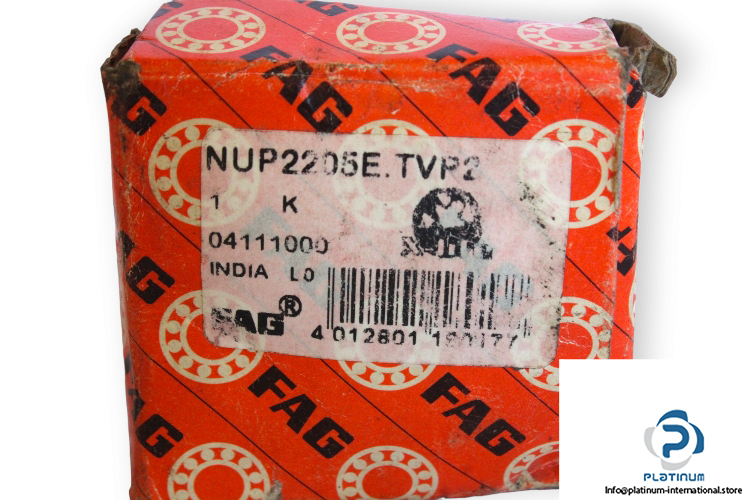 FAG
FAG
FAG
NUP2205E.TVP2
1 K
04111000
INDIA L0
FAG®
4 012801
FAG
FAG
FAG
PLATINUM
Info@platinum-international.store